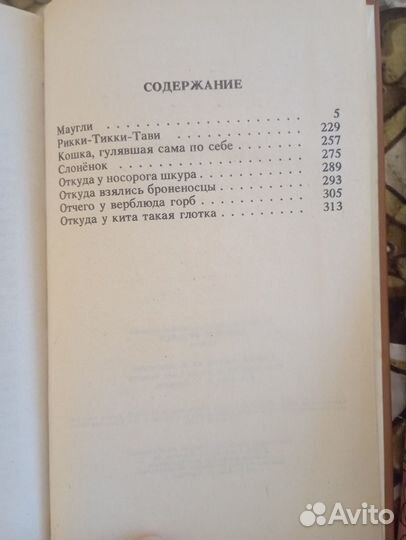 СОДЕРЖАНИЕ
Маугли . . . . . . . . . . . . . . . . 5
Рикки-Тикки-Тави . . . . . . . . . . . 229
Кошка, гулявшая сама по себе . . . . . . 257
Слонёнок . . . . . . . . . . . . . . . 275
Откуда у носорога шкура . . . . . . . . 289
Откуда взялись броненосцы . . . . . . . 293
Отчего у верблюда горб . . . . . . . . 305
Откуда у кита такая глотка . . . . . . . 313
Avito